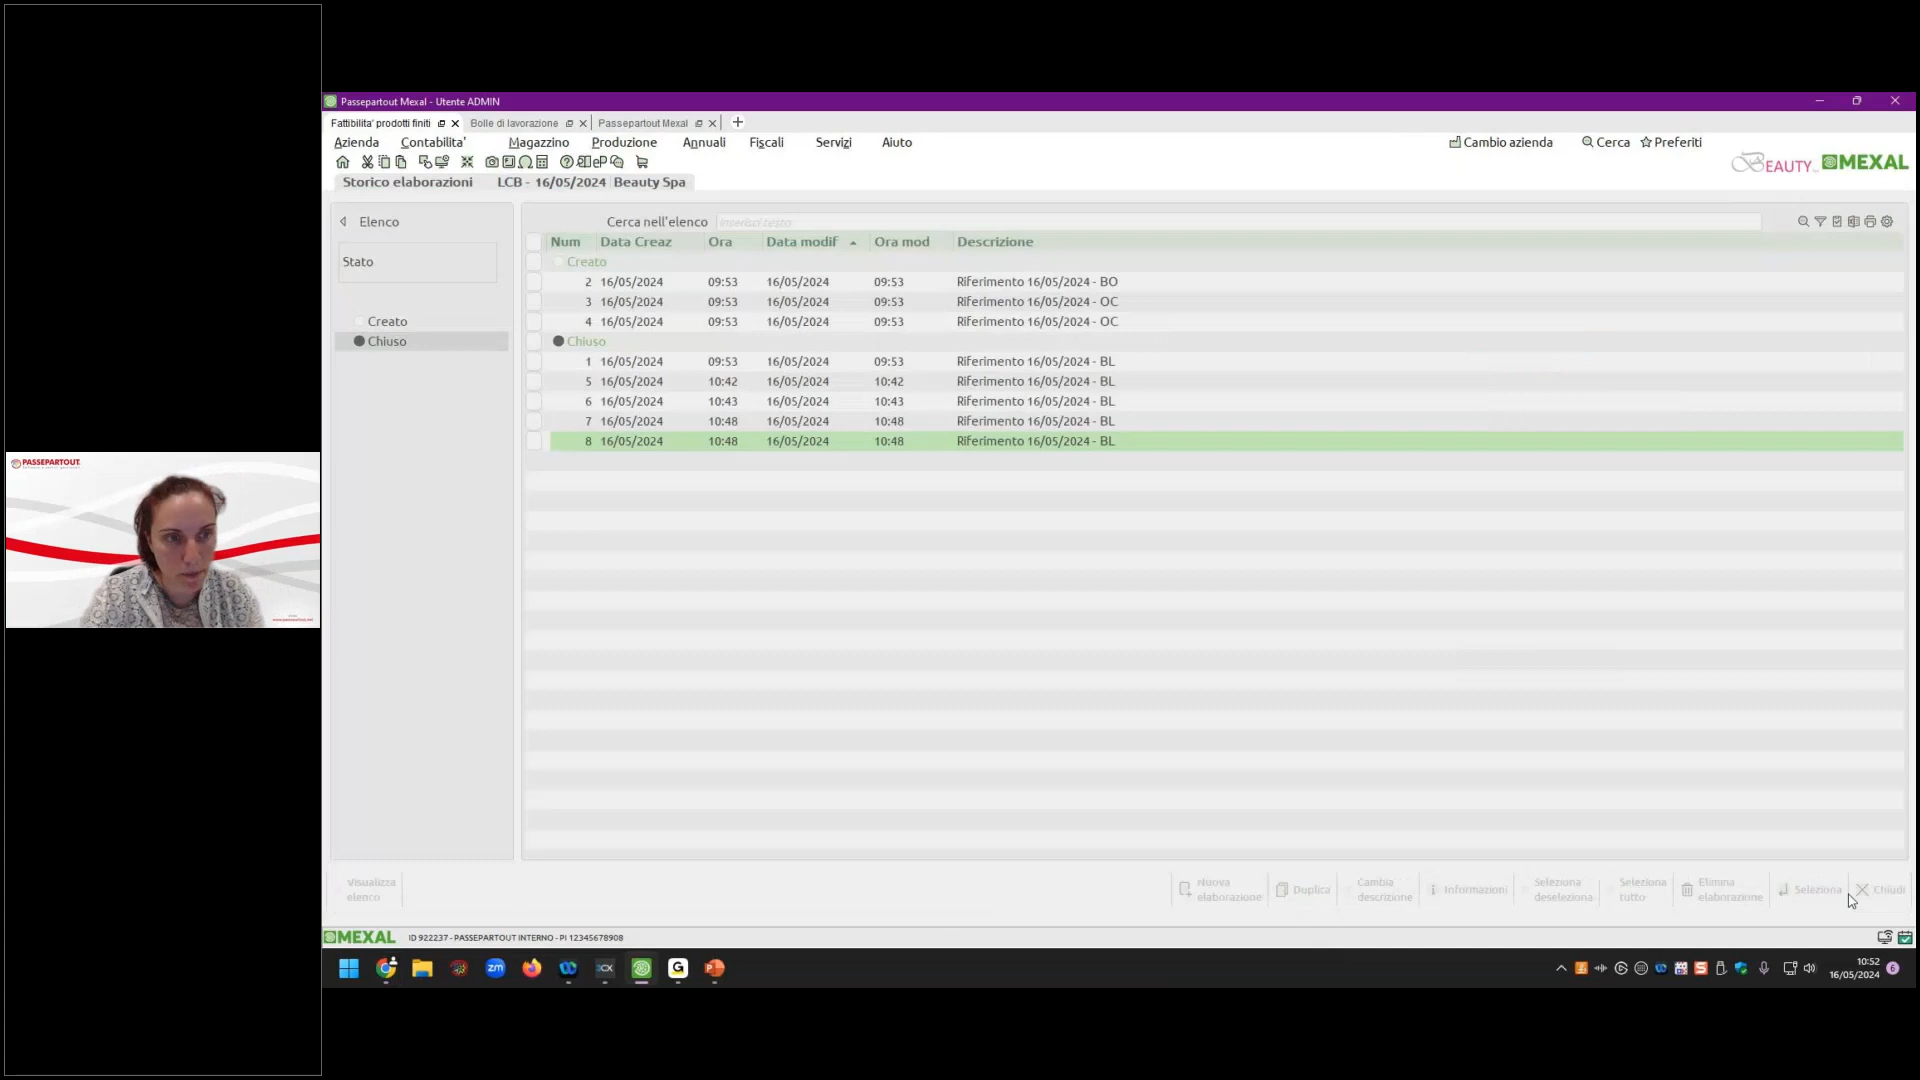 Passepartout Mexal - Utente ADMIN
Fattibilita' prodotti finiti
Bolle di lavorazione
Passepartout Mexal
Azienda
Contabilita'
Magazzino
Produzione
Annuali
Fiscali
Servizi
Aiuto
Cambio azienda
Cerca
Preferiti
BEAUTY
MEXAL
Storico elaborazioni
LCB - 16/05/2024
Beauty Spa
Elenco
Stato
Creato
Chiuso
Cerca nell'elenco
inserisci testo
Num Data Creaz Ora Data modif Ora mod Descrizione
Creato
2 16/05/2024 09:53 16/05/2024 09:53 Riferimento 16/05/2024 - BO
3 16/05/2024 09:53 16/05/2024 09:53 Riferimento 16/05/2024 - OC
4 16/05/2024 09:53 16/05/2024 09:53 Riferimento 16/05/2024 - OC
Chiuso
1 16/05/2024 09:53 16/05/2024 09:53 Riferimento 16/05/2024 - BL
5 16/05/2024 10:42 16/05/2024 10:42 Riferimento 16/05/2024 - BL
6 16/05/2024 10:43 16/05/2024 10:43 Riferimento 16/05/2024 - BL
7 16/05/2024 10:48 16/05/2024 10:48 Riferimento 16/05/2024 - BL
8 16/05/2024 10:48 16/05/2024 10:48 Riferimento 16/05/2024 - BL
PASSEPARTOUT
Visualizza
elenco
Nuova
elaborazione
Duplica
Cambia
descrizione
Informazioni
Seleziona
deseleziona
Seleziona
tutto
Elimina
elaborazione
Seleziona
Chiudi
MEXAL
ID 922237 - PASSEPARTOUT INTERNO - PI 12345678908
zm
10:52
16/05/2024
6